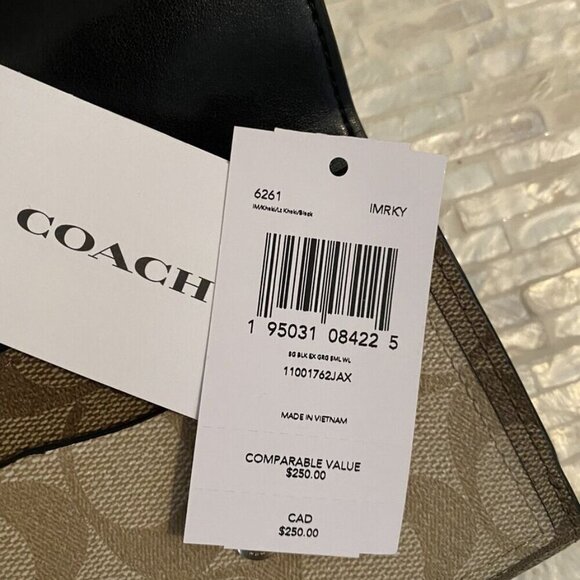 COACH
6261 IMRKY
IM/Khaki/Lt Khaki/Black
1 95031 08422 5
SG BLK EX GRG SML WL
11001762JAX
MADE IN VIETNAM
COMPARABLE VALUE
$250.00
CAD
$250.00